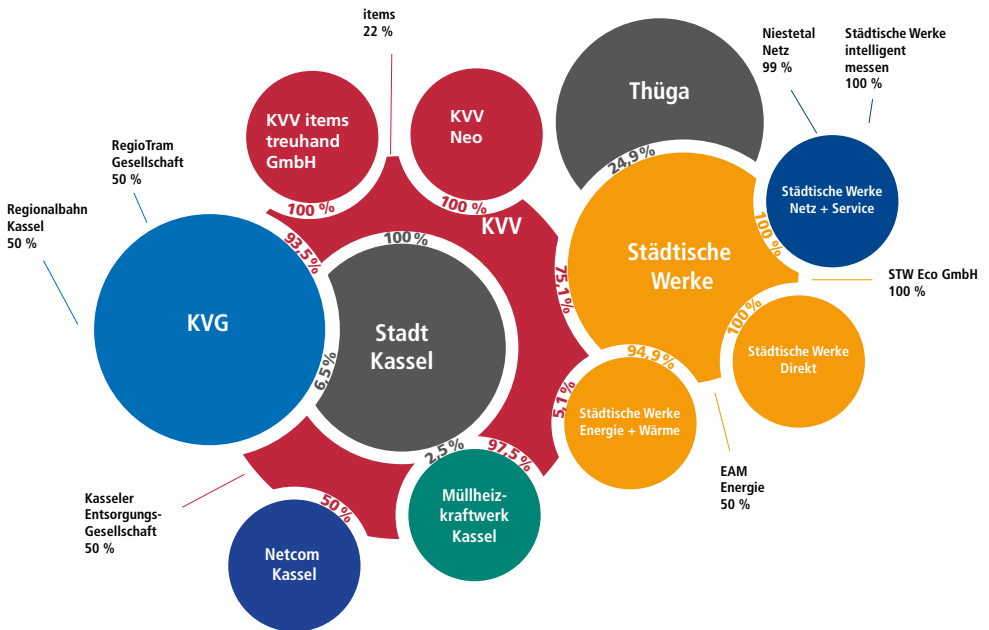 items
22 %
Niestetal
Netz
99 %
Städtische Werke
intelligent
messen
100 %
Thüga
24,9%
KVV items
treuhand
GmbH
100 %
KVV
Neo
100 %
KVV
RegioTram
Gesellschaft
50 %
Regionalbahn
Kassel
50 %
93,5%
100%
Städtische Werke
Netz + Service
100 %
Städtische
Werke
75,1%
STW Eco GmbH
100 %
KVG
6,5%
Stadt
Kassel
100%
Städtische Werke
Direkt
94,9%
5,1%
Städtische Werke
Energie + Wärme
EAM
Energie
50 %
2,5%
97,5%
Müllheiz-
kraftwerk
Kassel
Kasseler
Entsorgungs-
Gesellschaft
50 %
50%
Netcom
Kassel